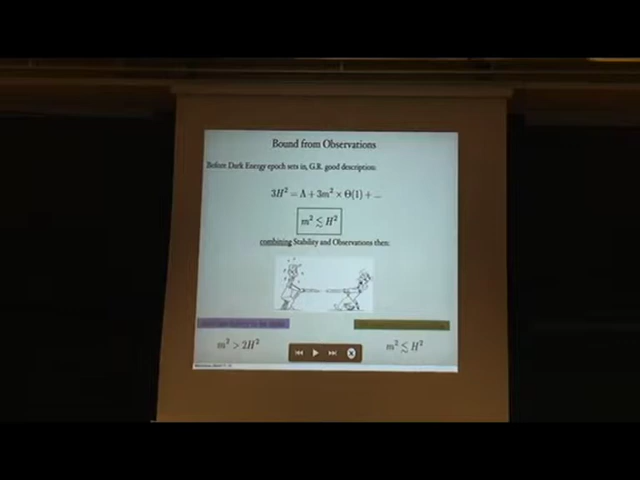 Bound from Observations
Before Dark Energy epoch sets in, G.R. good description:
3H² = Λ + 3m² × Θ(1) + ...
m² ≲ H²
combining Stability and Observations then:
m² > 2H²
m² ≲ H²